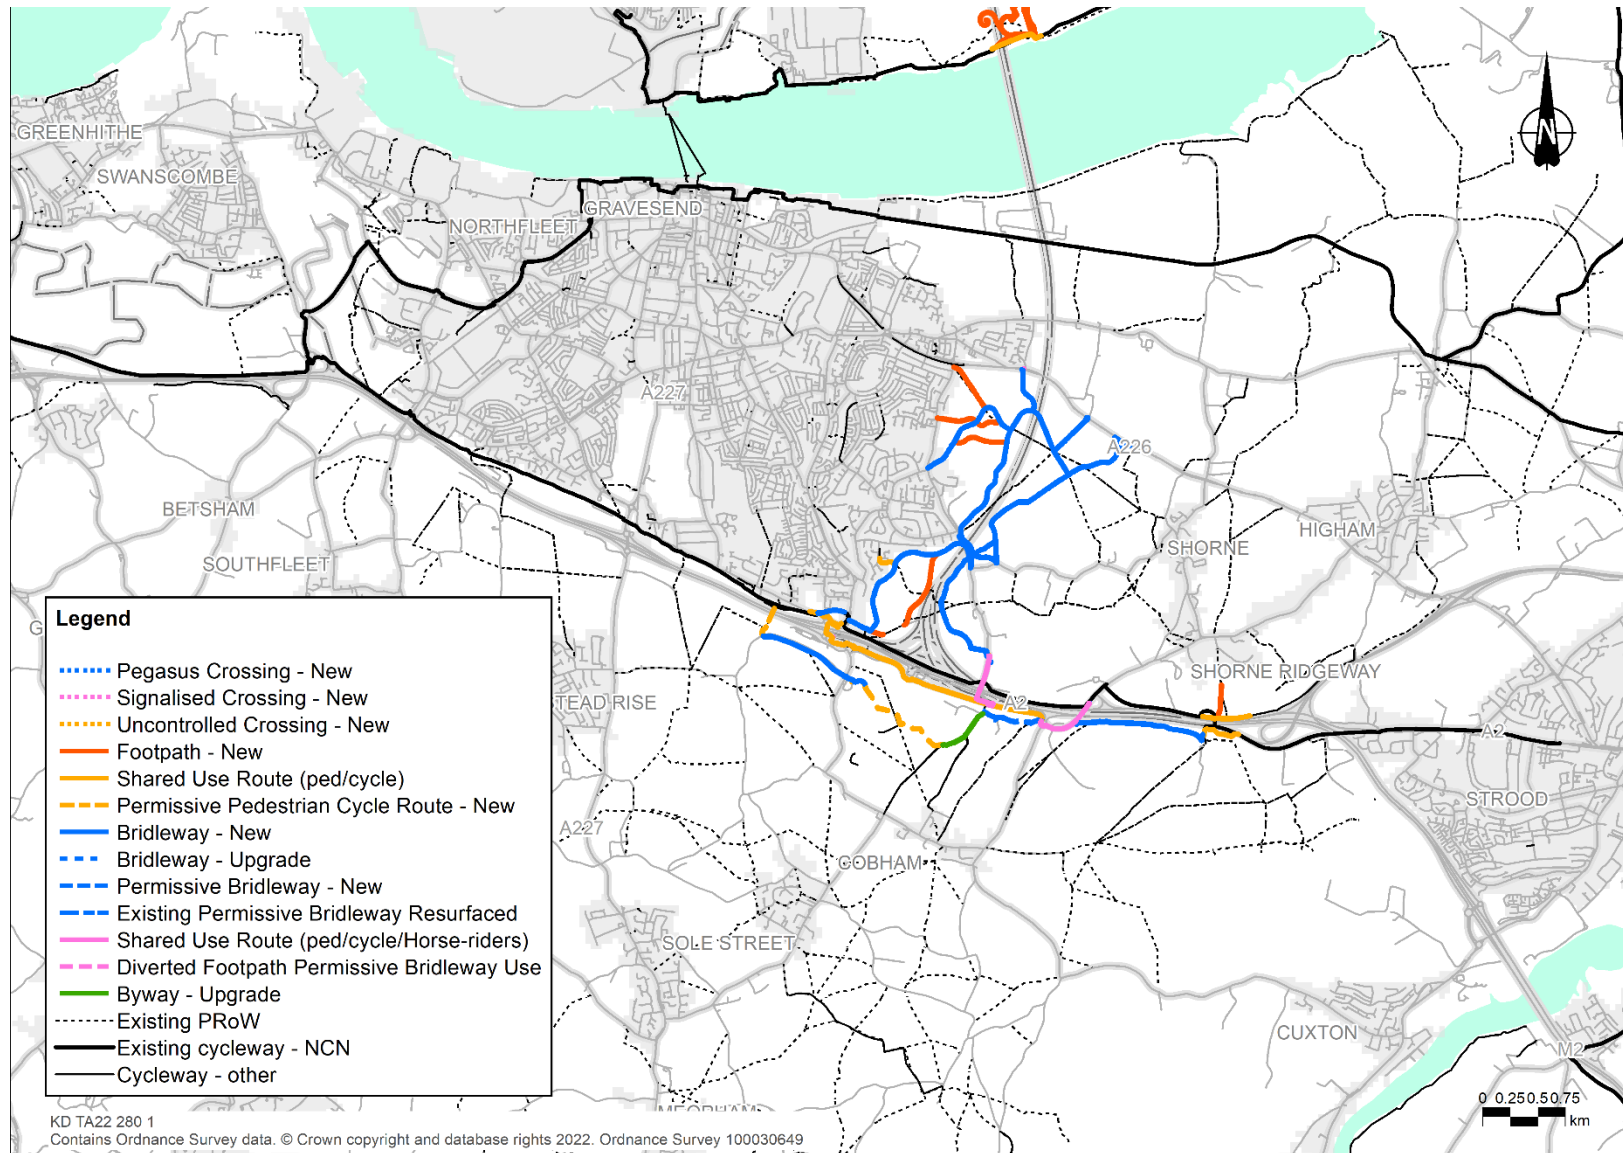 GREENHITHE
SWANSCOMBE
NORTHFLEET
GRAVESEND
N
A227
A226
BETSHAM
SOUTHFLEET
HIGHAM
SHORNE
G
SHORNE RIDGEWAY
TEAD RISE
A2
A2
STROOD
A227
COBHAM
SOLE STREET
CUXTON
M2
MEOPHAM
Legend
Pegasus Crossing - New
Signalised Crossing - New
Uncontrolled Crossing - New
Footpath - New
Shared Use Route (ped/cycle)
Permissive Pedestrian Cycle Route - New
Bridleway - New
Bridleway - Upgrade
Permissive Bridleway - New
Existing Permissive Bridleway Resurfaced
Shared Use Route (ped/cycle/Horse-riders)
Diverted Footpath Permissive Bridleway Use
Byway - Upgrade
Existing PRoW
Existing cycleway - NCN
Cycleway - other
0 0.25 0.5 0.75
km
KD TA22 280 1
Contains Ordnance Survey data. © Crown copyright and database rights 2022. Ordnance Survey 100030649